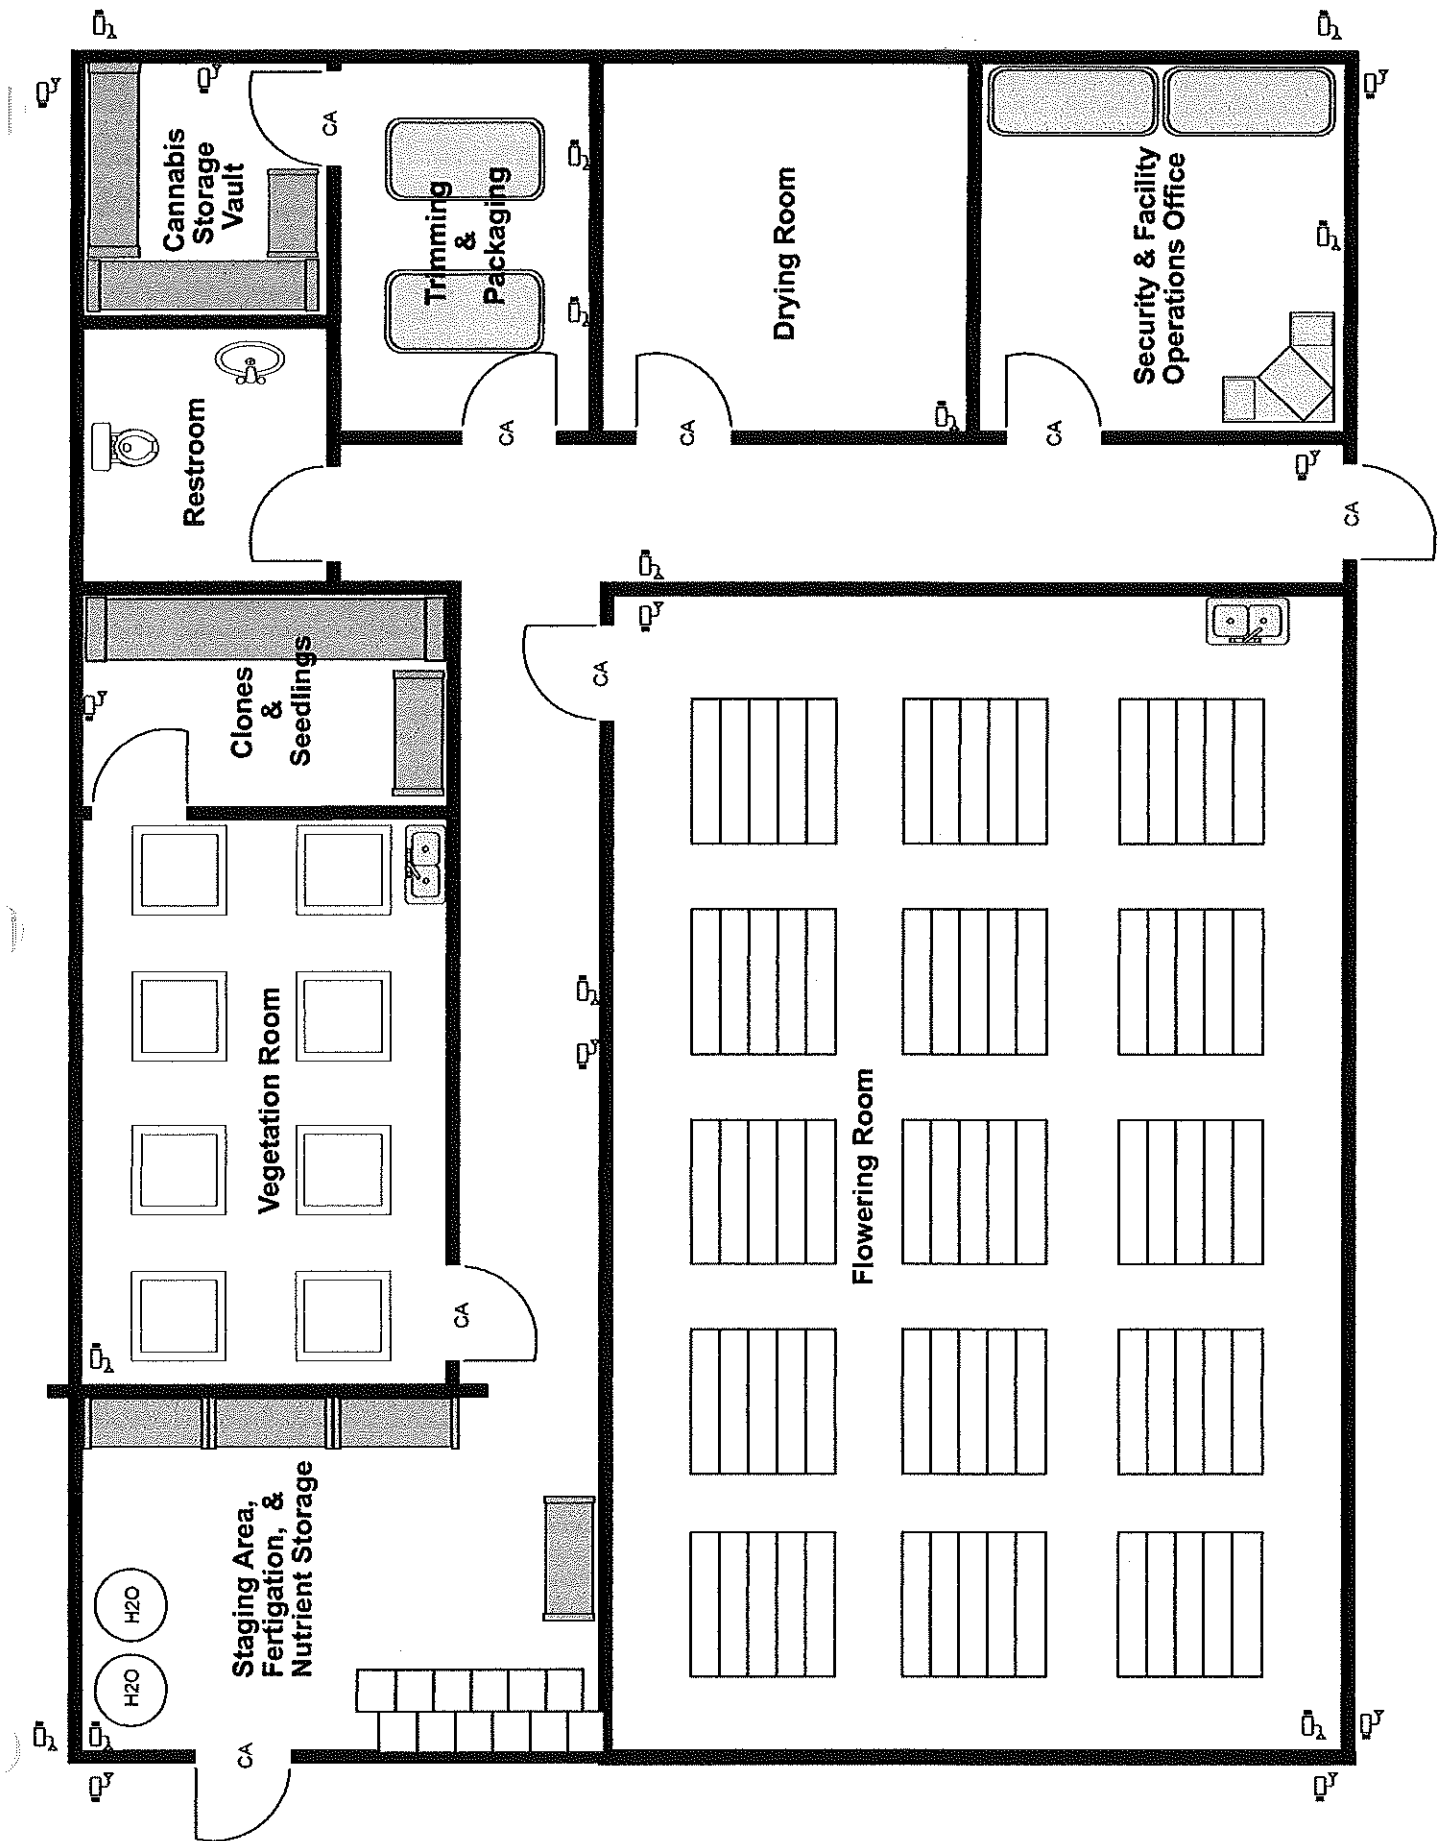 H2O
H2O
Staging Area,
Fertigation, &
Nutrient Storage
CA
Vegetation Room
CA
Clones
&
Seedlings
Restroom
Cannabis
Storage
Vault
CA
Trimming
&
Packaging
CA
CA
Drying Room
CA
Flowering Room
CA
Security & Facility
Operations Office
CA